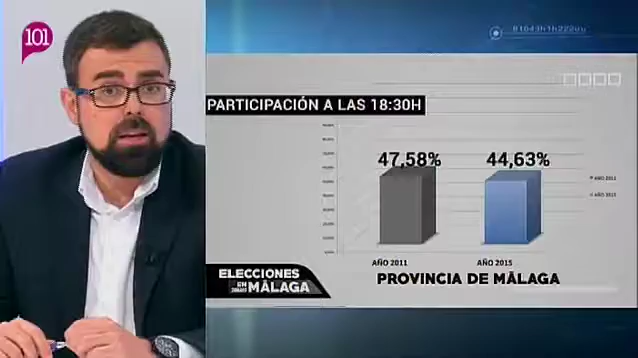 101
PARTICIPACIÓN A LAS 18:30H
47,58%
44,63%
AÑO 2011
AÑO 2015
AÑO 2011
AÑO 2015
PROVINCIA DE MÁLAGA
ELECCIONES
EN MÁLAGA